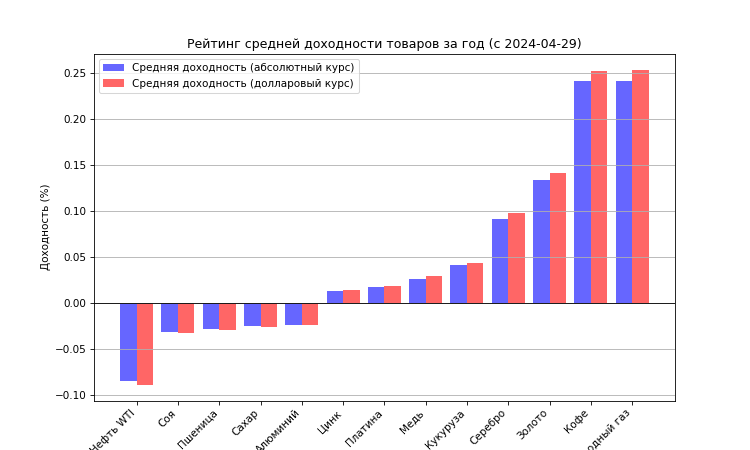 Рейтинг средней доходности товаров за год (с 2024-04-29)
Средняя доходность (абсолютный курс)
Средняя доходность (долларовый курс)
Доходность (%)
0.25
0.20
0.15
0.10
0.05
0.00
−0.05
−0.10
Нефть WTI
Соя
Пшеница
Сахар
Алюминий
Цинк
Платина
Медь
Кукуруза
Серебро
Золото
Кофе
газ